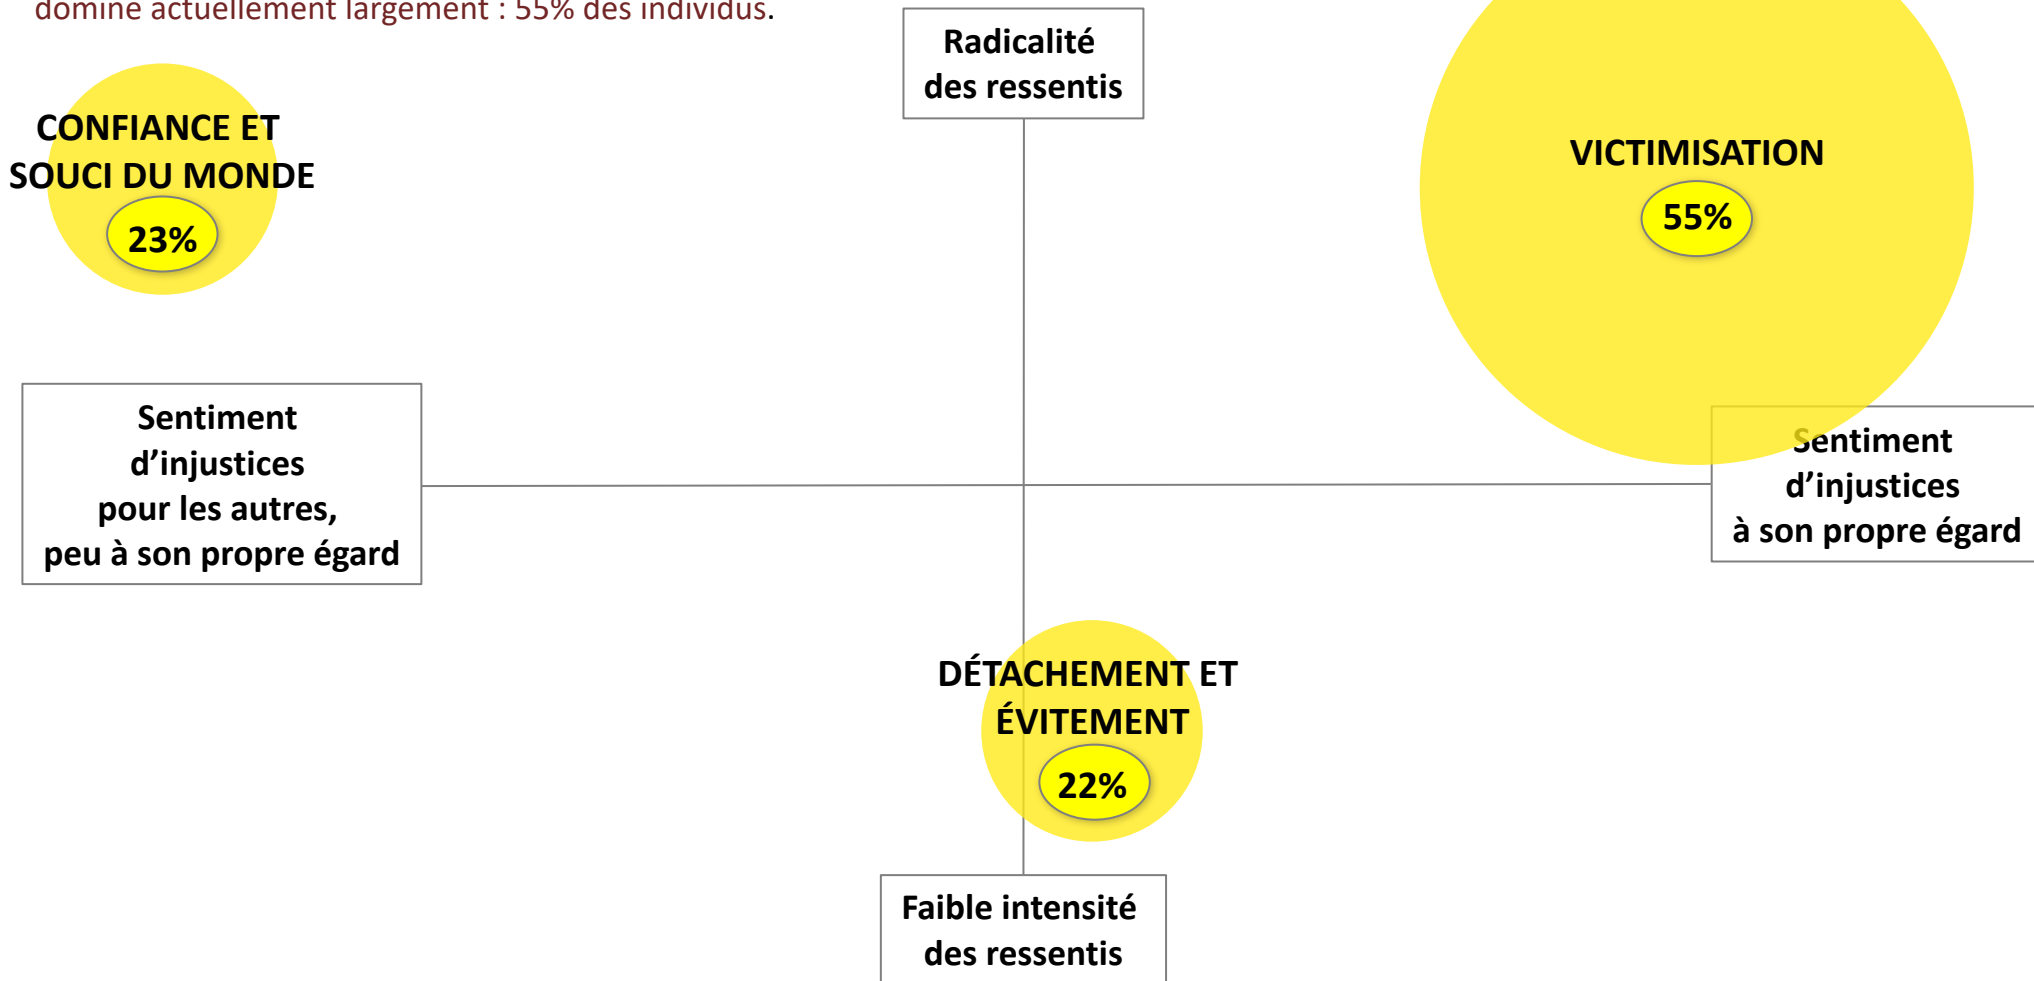 domine actuellement largement : 55% des individus.
Radicalité
des ressentis
CONFIANCE ET
SOUCI DU MONDE
23%
VICTIMISATION
55%
Sentiment
d’injustices
pour les autres,
peu à son propre égard
Sentiment
d’injustices
à son propre égard
DÉTACHEMENT ET
ÉVITEMENT
22%
Faible intensité
des ressentis